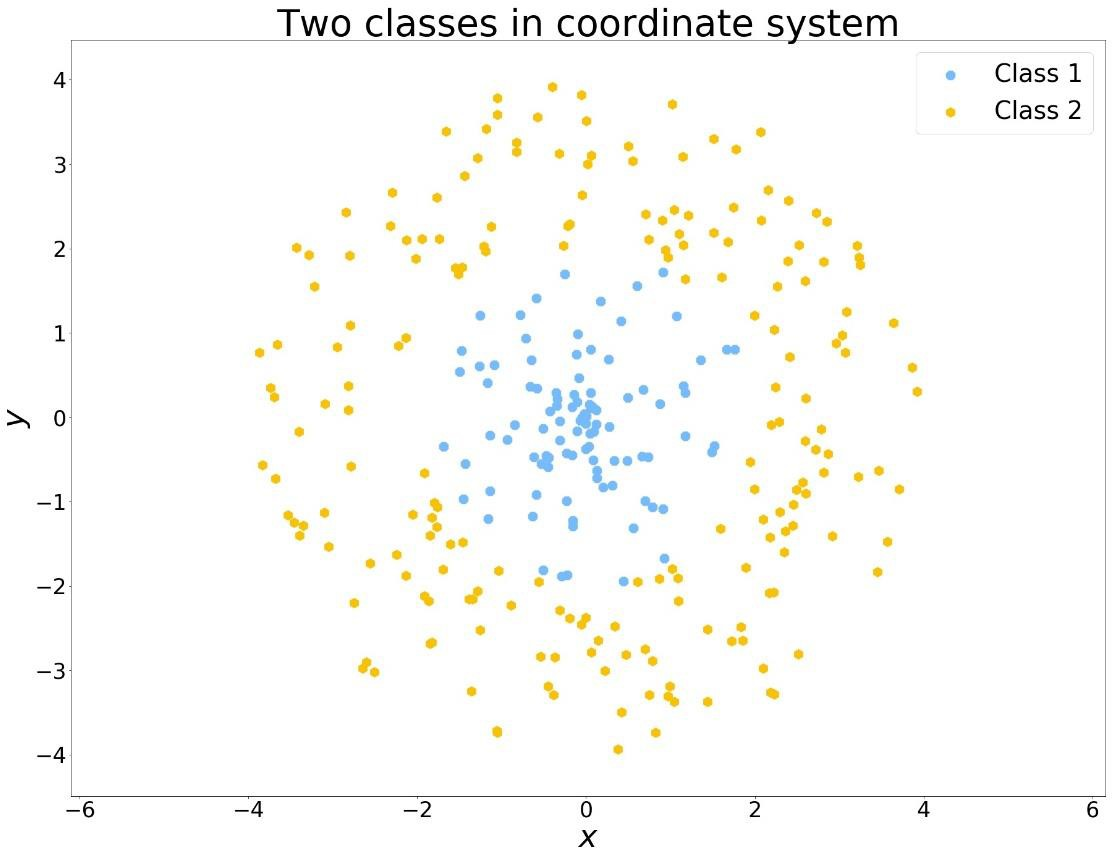 Two classes in coordinate system
Class 1
Class 2
4
3
2
1
0
−1
−2
−3
−4
y
−6 −4 −2 0 2 4 6
x